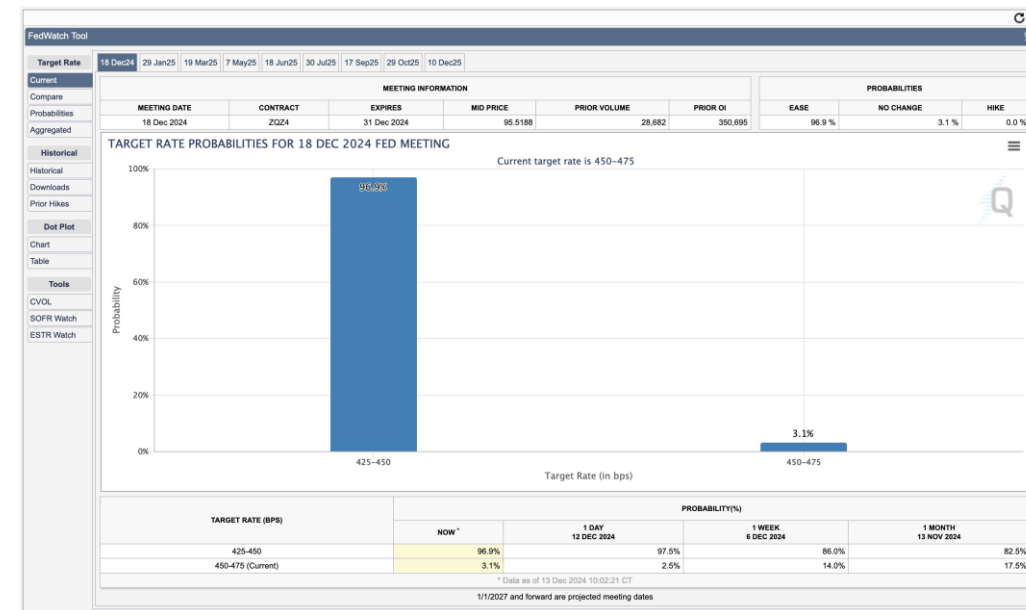 FedWatch Tool
Target Rate
Current
Compare
Probabilities
Aggregated
Historical
Historical
Downloads
Prior Hikes
Dot Plot
Chart
Table
Tools
CVOL
SOFR Watch
ESTR Watch
18 Dec24 29 Jan25 19 Mar25 7 May25 18 Jun25 30 Jul25 17 Sep25 29 Oct25 10 Dec25
MEETING INFORMATION PROBABILITIES
MEETING DATE CONTRACT EXPIRES MID PRICE PRIOR VOLUME PRIOR OI EASE NO CHANGE HIKE
18 Dec 2024 ZQZ4 31 Dec 2024 95.5188 28,682 350,695 96.9 % 3.1 % 0.0 %
TARGET RATE PROBABILITIES FOR 18 DEC 2024 FED MEETING
Current target rate is 450-475
100%
80%
60%
40%
20%
0%
Probability
96.9%
3.1%
425-450 450-475
Target Rate (in bps)
Q
TARGET RATE (BPS) PROBABILITY(%)
NOW * 1 DAY 1 WEEK 1 MONTH
12 DEC 2024 6 DEC 2024 13 NOV 2024
425-450 96.9% 97.5% 86.0% 82.5%
450-475 (Current) 3.1% 2.5% 14.0% 17.5%
* Data as of 13 Dec 2024 10:02:21 CT
1/1/2027 and forward are projected meeting dates